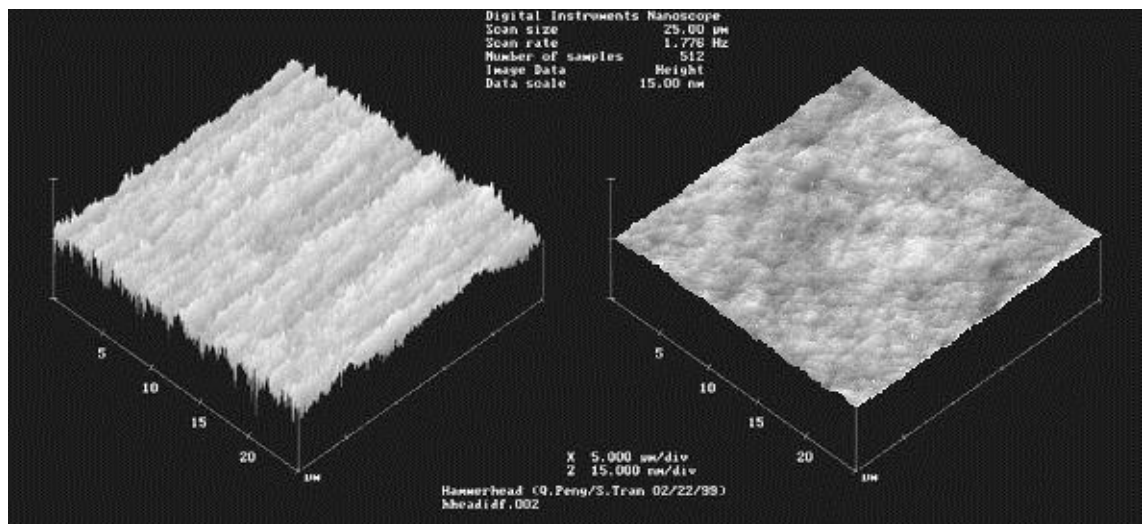 Digital Instruments Nanoscope
Scan size 25.00 µm
Scan rate 1.776 Hz
Number of samples 512
Image Data Height
Data scale 15.00 nm
5
10
15
20
µm
5
10
15
20
µm
X 5.000 µm/div
Z 15.000 nm/div
Hammerhead (Q.Peng/S.Tran 02/22/99)
hheadidf.002